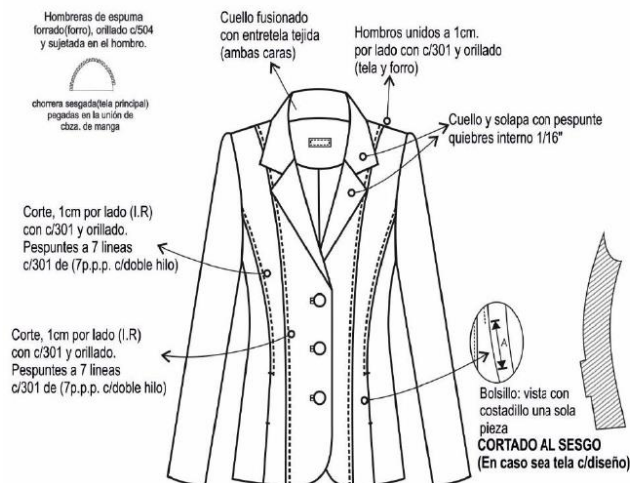 Hombreras de espuma
forrado(forro), orillado c/504
y sujetada en el hombro.
chorrera sesgada(tela principal)
pegadas en la unión de
cbza. de manga
Cuello fusionado
con entretela tejida
(ambas caras)
Hombros unidos a 1cm.
por lado con c/301 y orillado
(tela y forro)
Cuello y solapa con pespunte
quiebres interno 1/16"
Corte, 1cm por lado (I.R)
con c/301 y orillado.
Pespuntes a 7 lineas
c/301 de (7p.p.p. c/doble hilo)
Corte, 1cm por lado (I.R)
con c/301 y orillado.
Pespuntes a 7 lineas
c/301 de (7p.p.p. c/doble hilo)
A
Bolsillo: vista con
costadillo una sola
pieza
CORTADO AL SESGO
(En caso sea tela c/diseño)